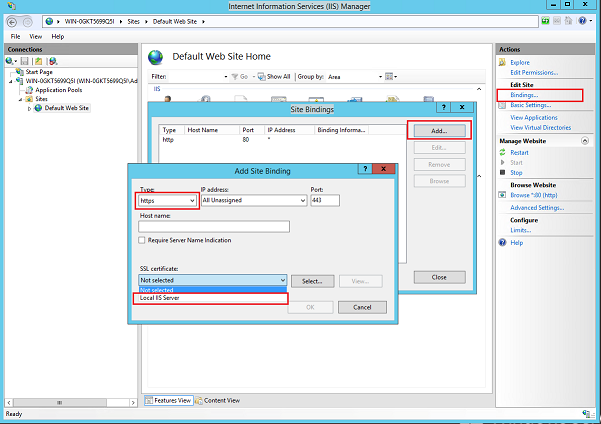 Internet Information Services (IIS) Manager
WIN-0GKT5699Q5I ▸ Sites ▸ Default Web Site ▸
File View Help
Connections
Start Page
WIN-0GKT5699Q5I (WIN-0GKT5699Q5I\Ad
Application Pools
Sites
Default Web Site
Default Web Site Home
Filter: Go Show All Group by: Area
IIS
Site Bindings
Type Host Name Port IP Address Binding Informa...
http 80 *
Add...
Edit...
Remove
Browse
Close
Add Site Binding
Type: IP address: Port:
https All Unassigned 443
Host name:
Require Server Name Indication
SSL certificate:
Not selected Select... View...
Not selected
Local IIS Server
OK Cancel
Features View Content View
Actions
Explore
Edit Permissions...
Edit Site
Bindings...
Basic Settings...
View Applications
View Virtual Directories
Manage Website
Restart
Start
Stop
Browse Website
Browse *:80 (http)
Advanced Settings...
Configure
Limits...
Help
Ready